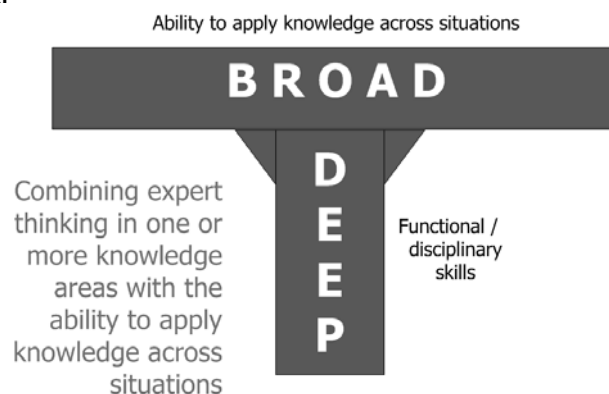 Ability to apply knowledge across situations
BROAD
DEEP
Combining expert
thinking in one or
more knowledge
areas with the
ability to apply
knowledge across
situations
Functional /
disciplinary
skills